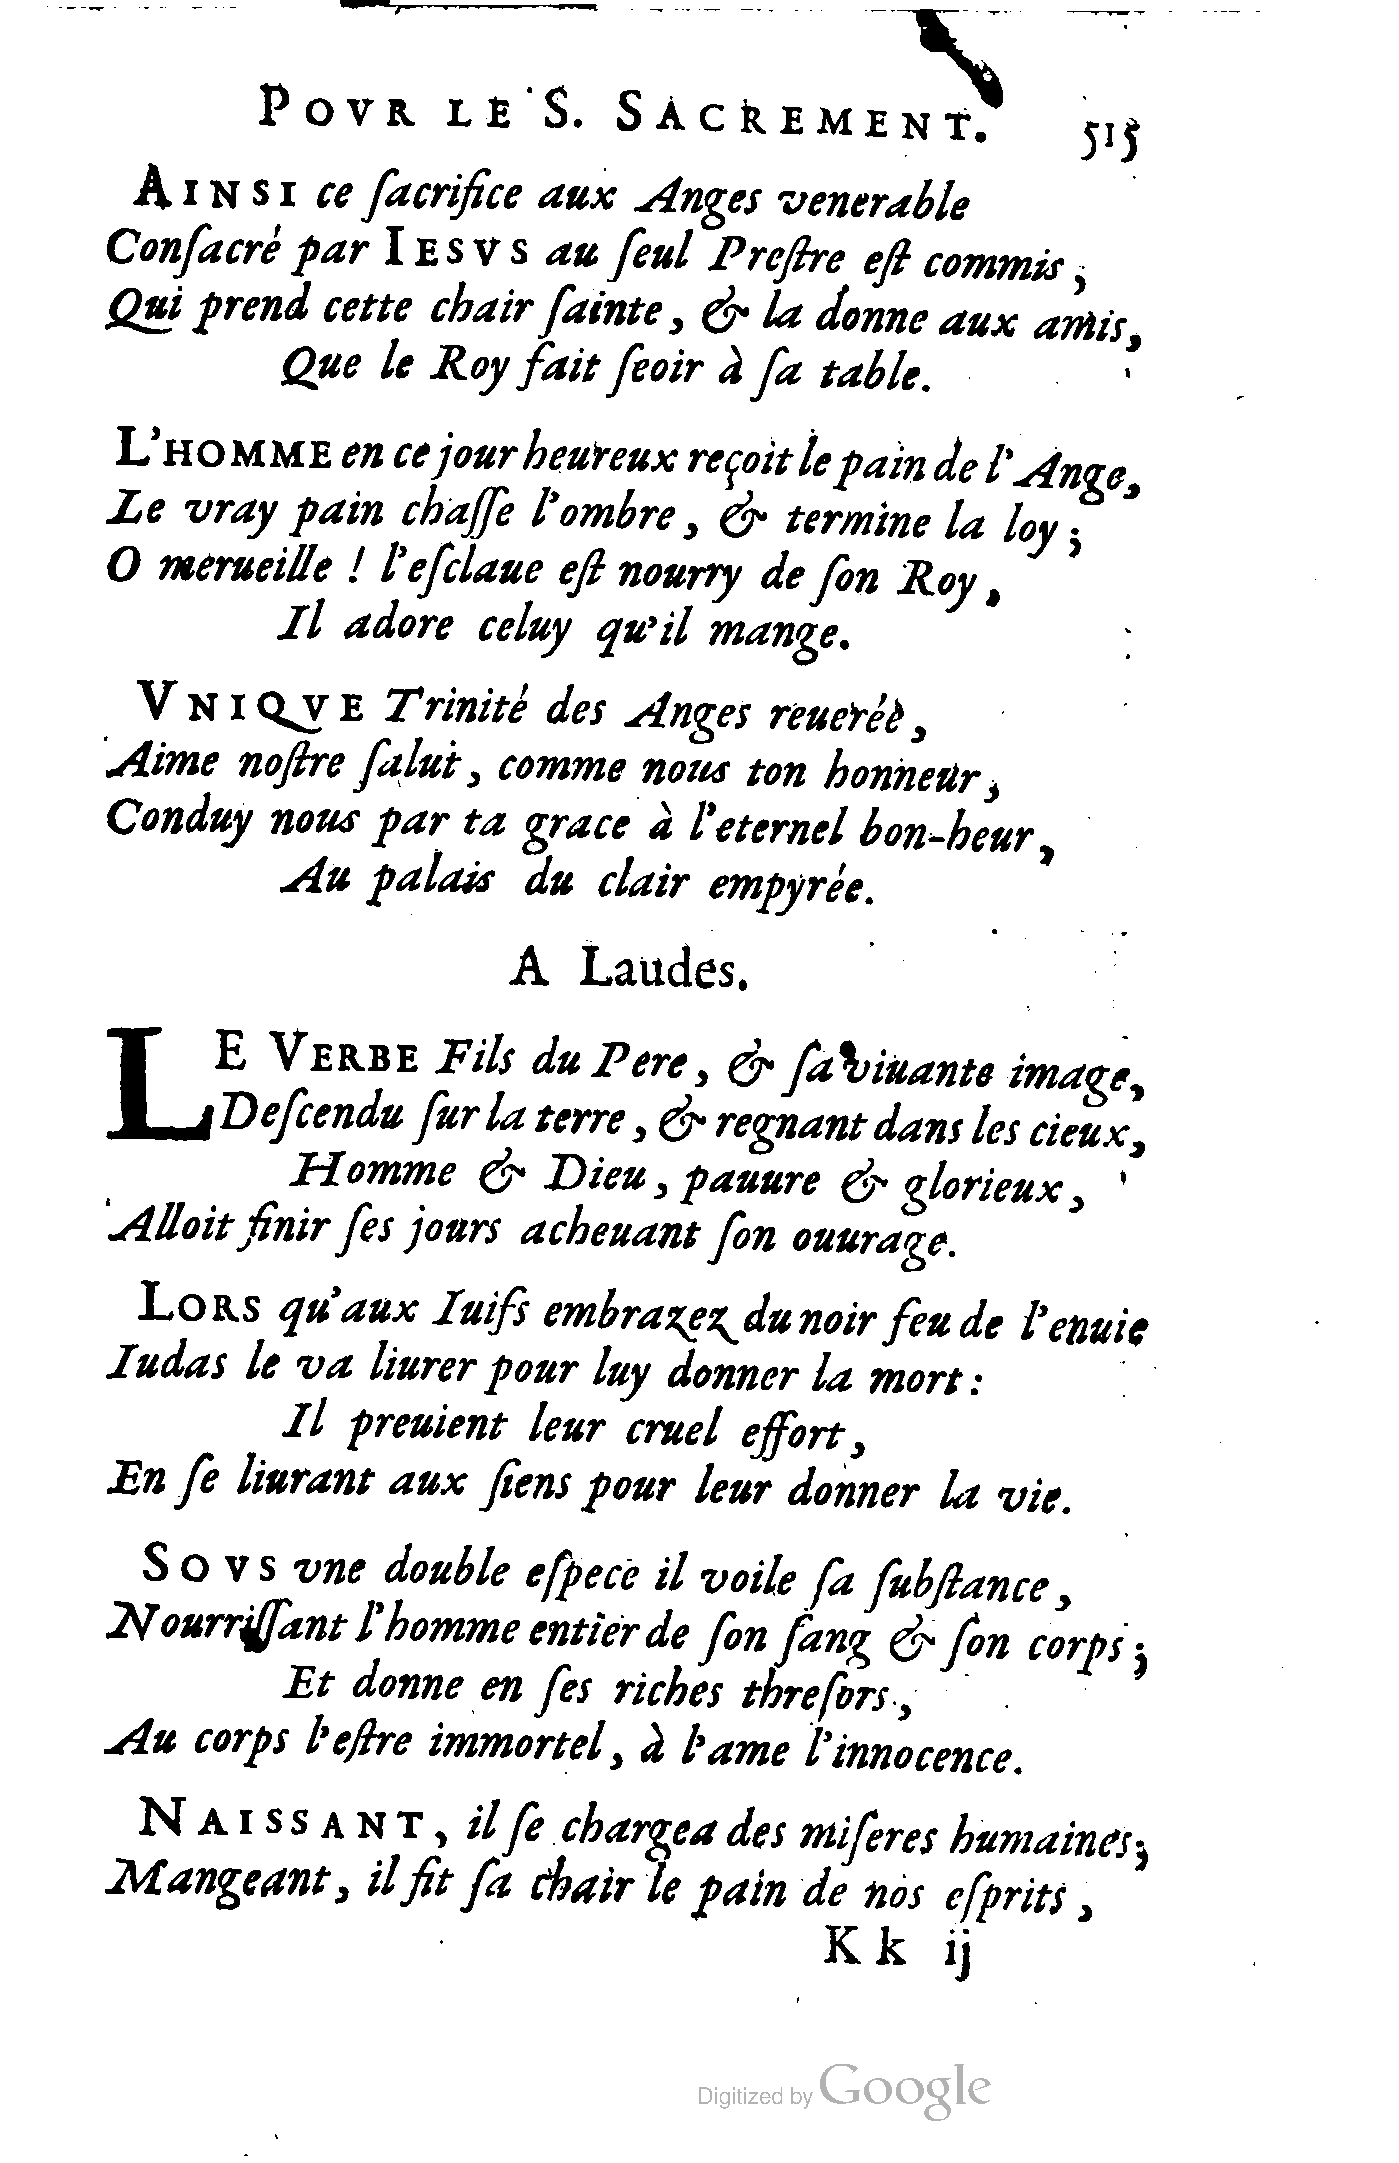 POVR LE S. SACREMENT. 515
AINSI ce ſacrifice aux Anges venerable
Conſacré par IESVS au ſeul Preſtre eſt commis ;
Qui prend cette chair ſainte, & la donne aux amis,
Que le Roy fait ſeoir à ſa table.
L'HOMME en ce jour heureux reçoit le pain de l'Ange,
Le vray pain chaſſe l'ombre, & termine la loy ;
O merueille ! l'eſclaue eſt nourry de ſon Roy,
Il adore celuy qu'il mange.
VNIQVE Trinité des Anges reueréè,
Aime noſtre ſalut, comme nous ton honneur,
Conduy nous par ta grace à l'eternel bon-heur,
Au palais du clair empyrée.
A Laudes.
LE VERBE Fils du Pere, & ſa viuante image,
Deſcendu ſur la terre, & regnant dans les cieux,
Homme & Dieu, pauure & glorieux,
Alloit finir ſes jours acheuant ſon ouurage.
LORS qu'aux Iuifs embrazez du noir feu de l'enuie
Iudas le va liurer pour luy donner la mort :
Il preuient leur cruel effort,
En ſe liurant aux ſiens pour leur donner la vie.
SOVS vne double eſpece il voile ſa ſubſtance,
Nourriſſant l'homme entier de ſon ſang & ſon corps ;
Et donne en ſes riches threſors,
Au corps l'eſtre immortel, à l'ame l'innocence.
NAISSANT, il ſe chargea des miſeres humaines ;
Mangeant, il fit ſa chair le pain de nos eſprits,
Kk ij
Digitized by Google